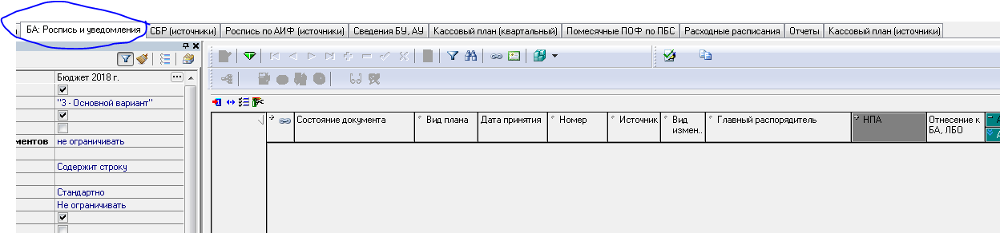 БА: Роспись и уведомления СБР (источники) Роспись по АИФ (источники) Сведения БУ, АУ Кассовый план (квартальный) Помесячные ПОФ по ПБС Расходные расписания Отчеты Кассовый план (источники)
Бюджет 2018 г. ...
"3 - Основной вариант"
ментов не ограничивать
Содержит строку
Стандартно
Не ограничивать
Состояние документа Вид плана Дата принятия Номер Источник Вид измен.. Главный распорядитель НПА Отнесение к БА, ЛБО